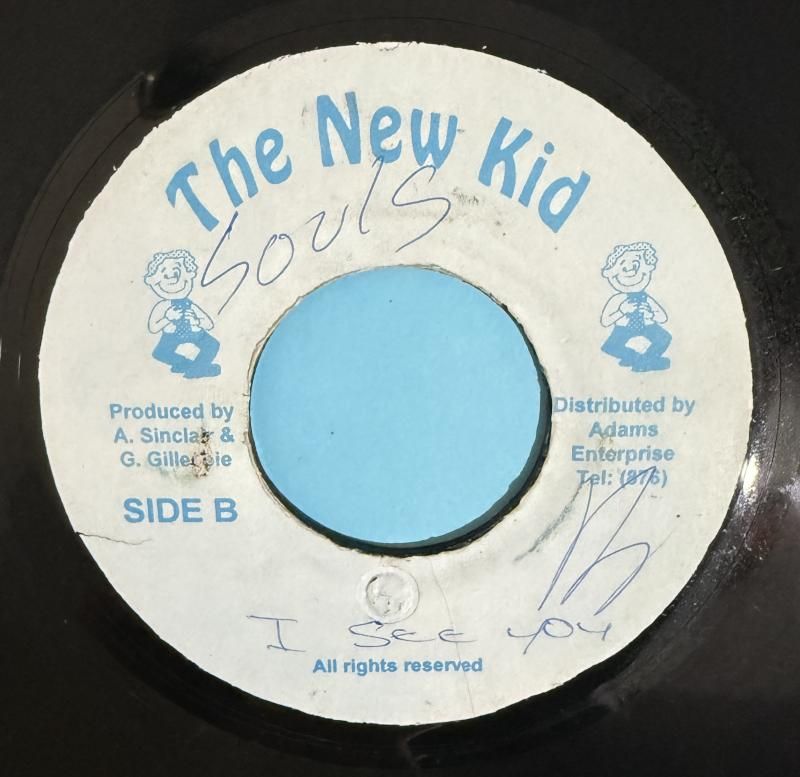 The New Kid
Souls
Produced by
A. Sinclair &
G. Gillespie
SIDE B
Distributed by
Adams
Enterprise
Tel: (876)
I SEE YOU
All rights reserved